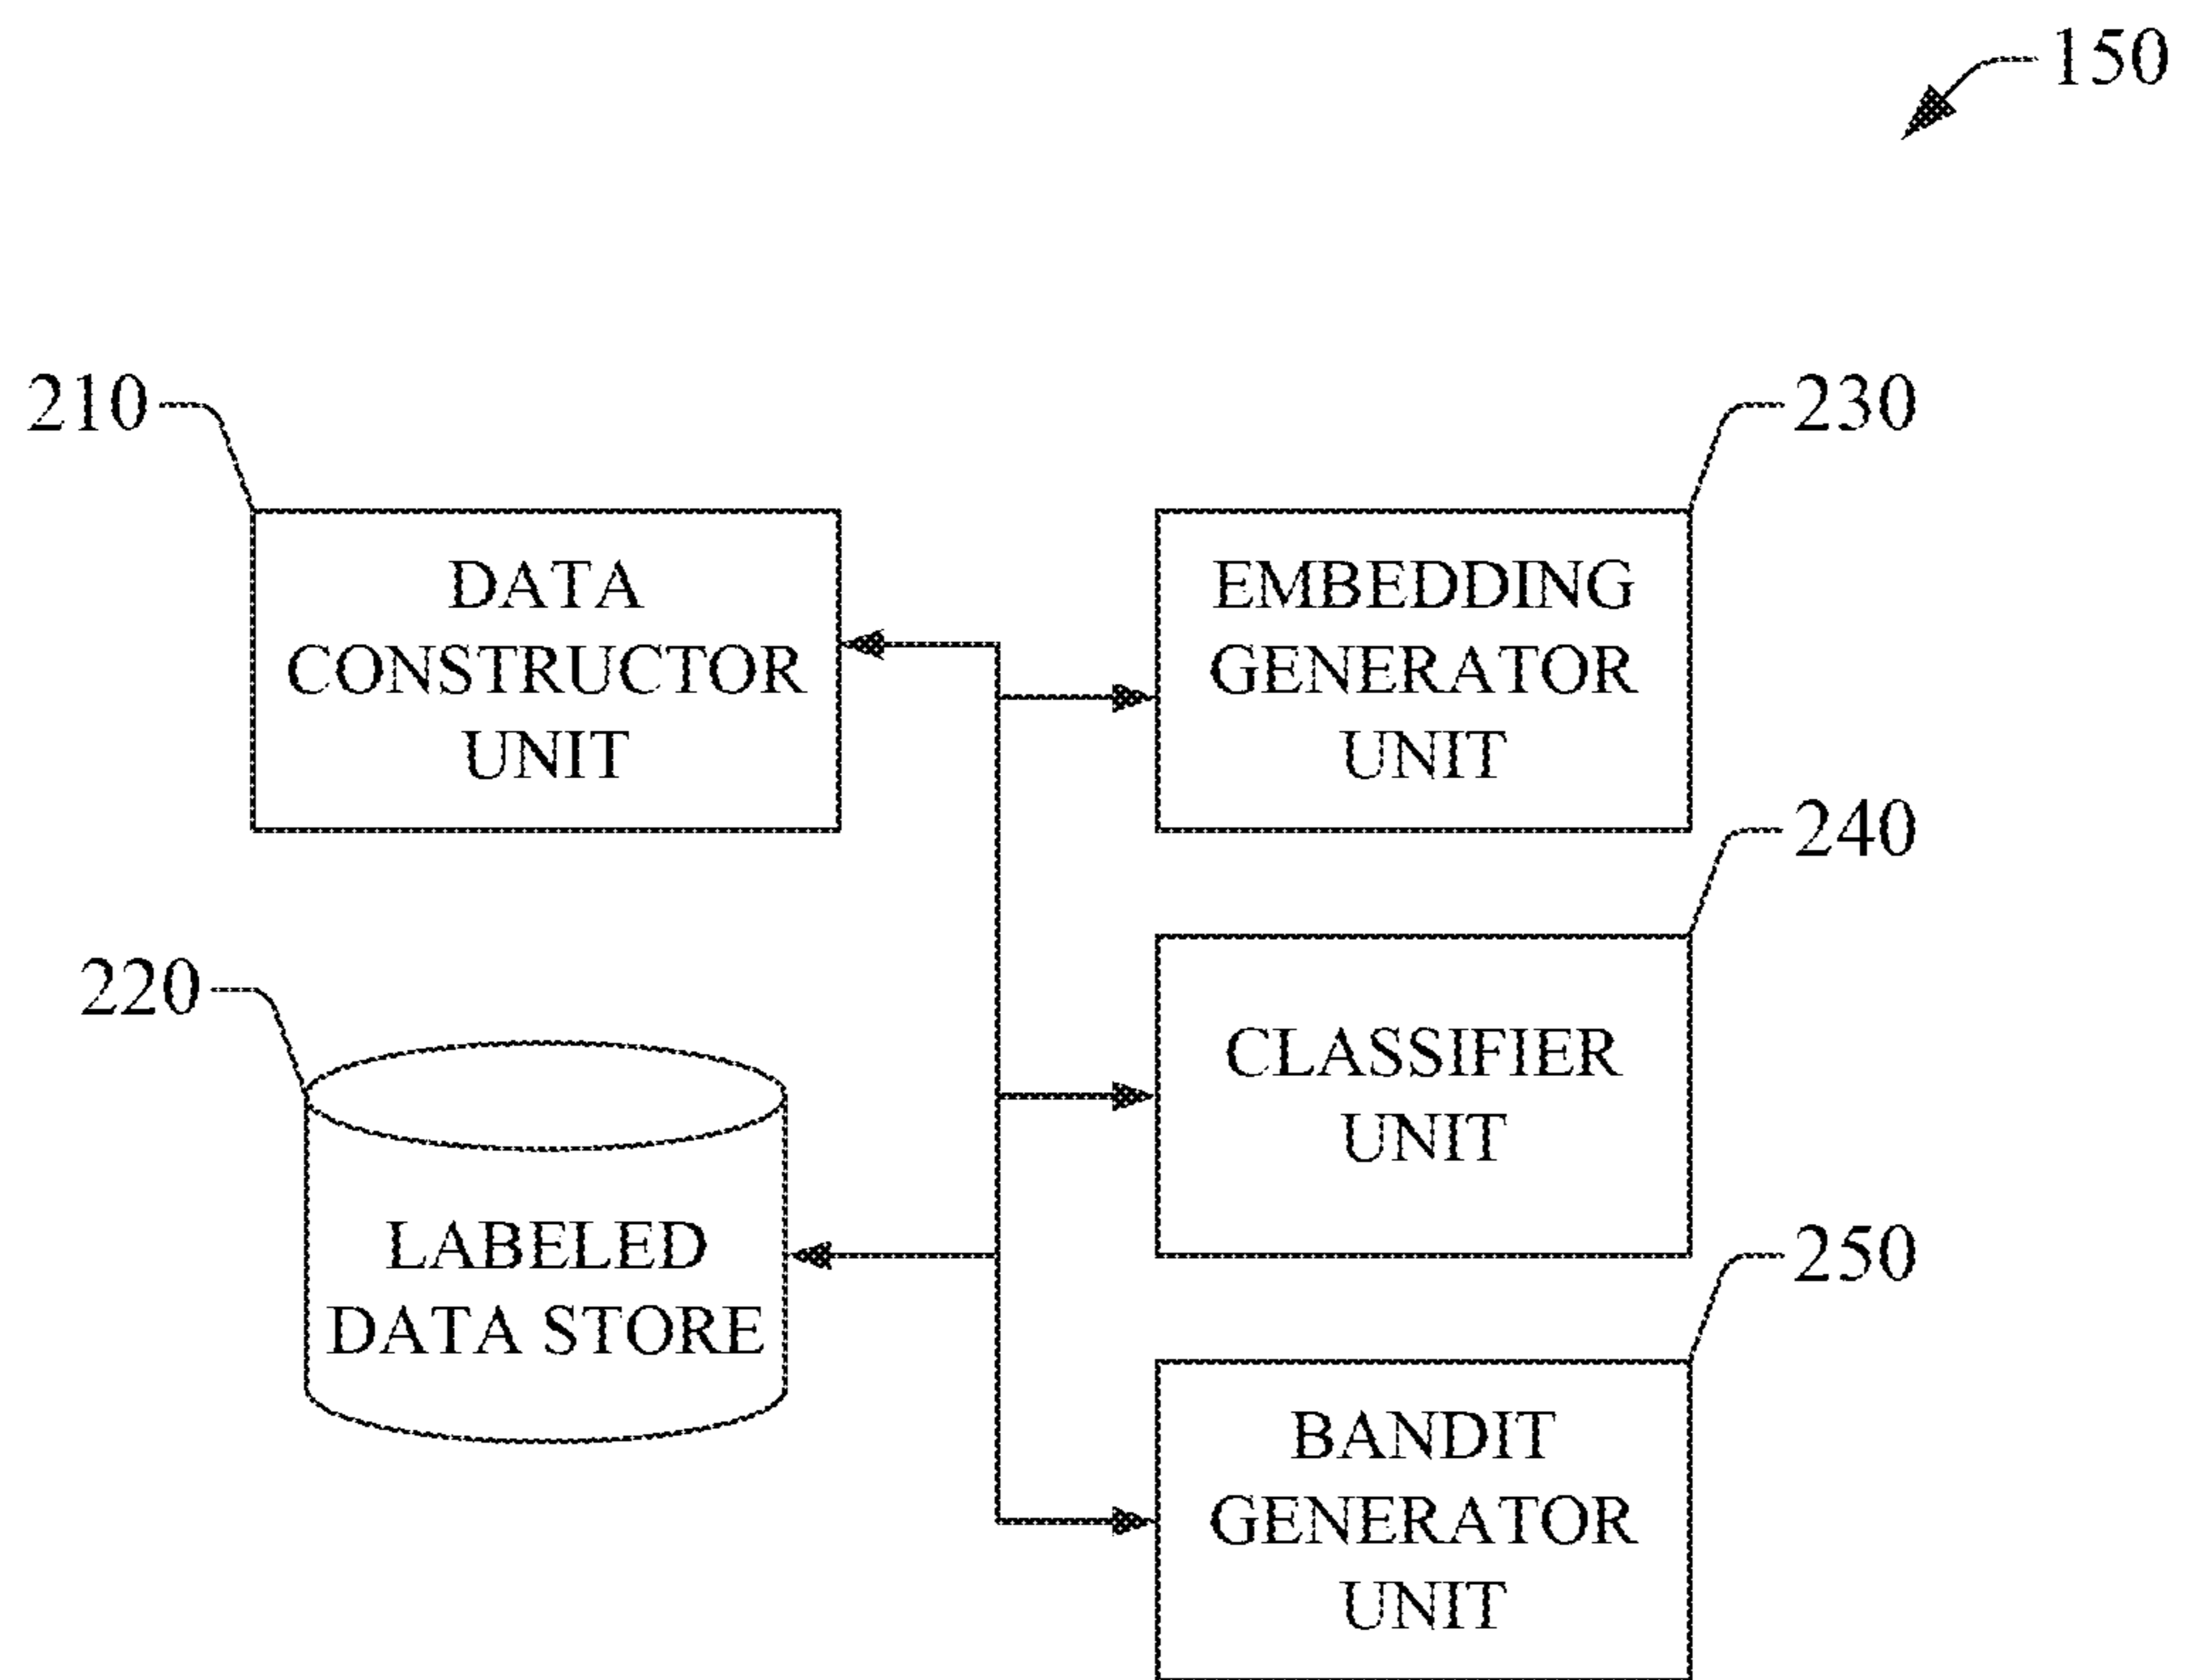 150
210
230
DATA
CONSTRUCTOR
UNIT
EMBEDDING
GENERATOR
UNIT
240
220
CLASSIFIER
UNIT
LABELED
DATA STORE
250
BANDIT
GENERATOR
UNIT